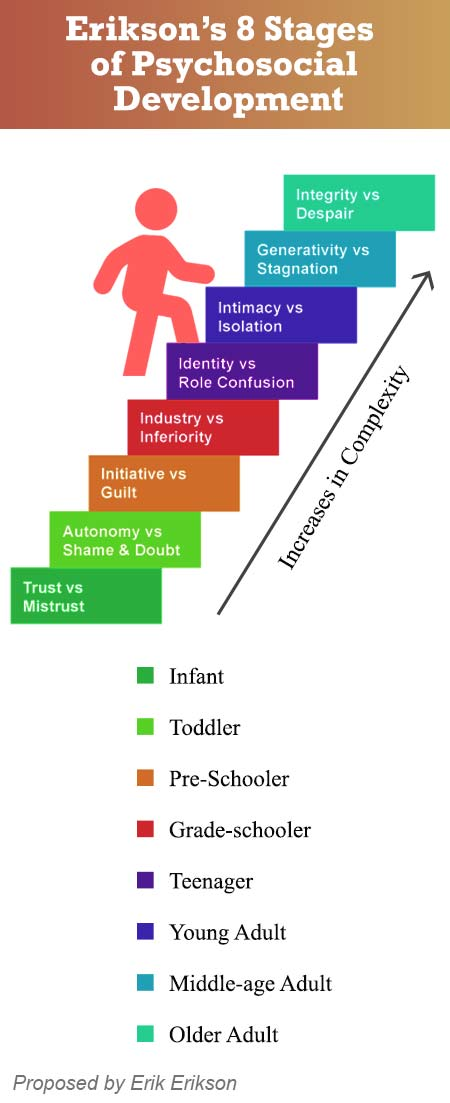 Erikson's 8 Stages
of Psychosocial
Development
Integrity vs
Despair
Generativity vs
Stagnation
Intimacy vs
Isolation
Identity vs
Role Confusion
Industry vs
Inferiority
Initiative vs
Guilt
Autonomy vs
Shame & Doubt
Trust vs
Mistrust
Increases in Complexity
Infant
Toddler
Pre-Schooler
Grade-schooler
Teenager
Young Adult
Middle-age Adult
Older Adult
Proposed by Erik Erikson